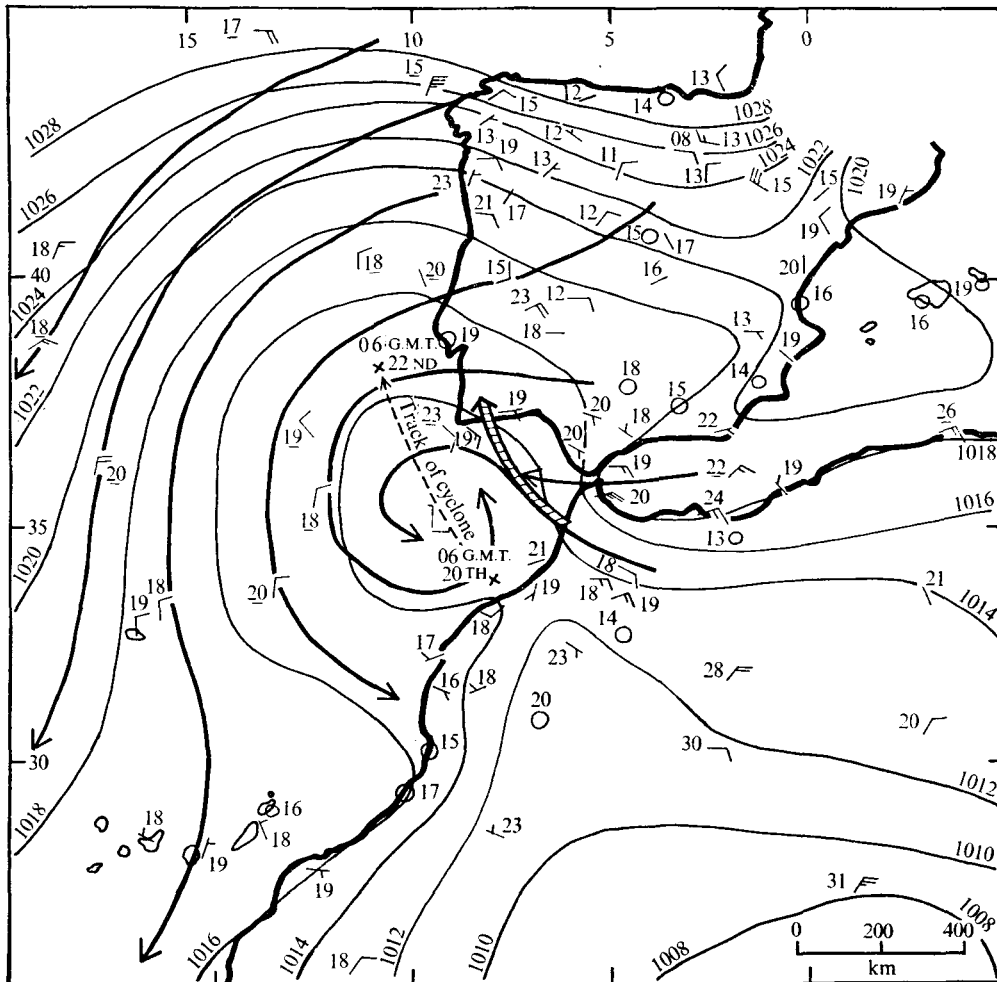 15 10 5 0
17
15 13
15 12 14
1028
1028 13 12 08 13 1026
19 13 11 13 1024
23 15 1022 15 1020
1026 21 17 12 19
18 15 17 19
18 20 15 16 20
40
1024 23 12 16 19
16
18 18 13
06 G.M.T. 19
22 ND 19
18 14
1022 15
19 20
19 23 19 18 22 26
20 1018
20 19 22 19
18 20 24 1016
Track of cyclone
35 13
1020 06 G.M.T. 21 18
20TH 21
18 20 19 18 19 1014
19 18 14
17
23
16 18 28
20 20
15 30
30
17 1012
1018 16
18 18 23
19 1010
19
31
1008
0 200 400
km
1016 1014 1012 1010 1008
18